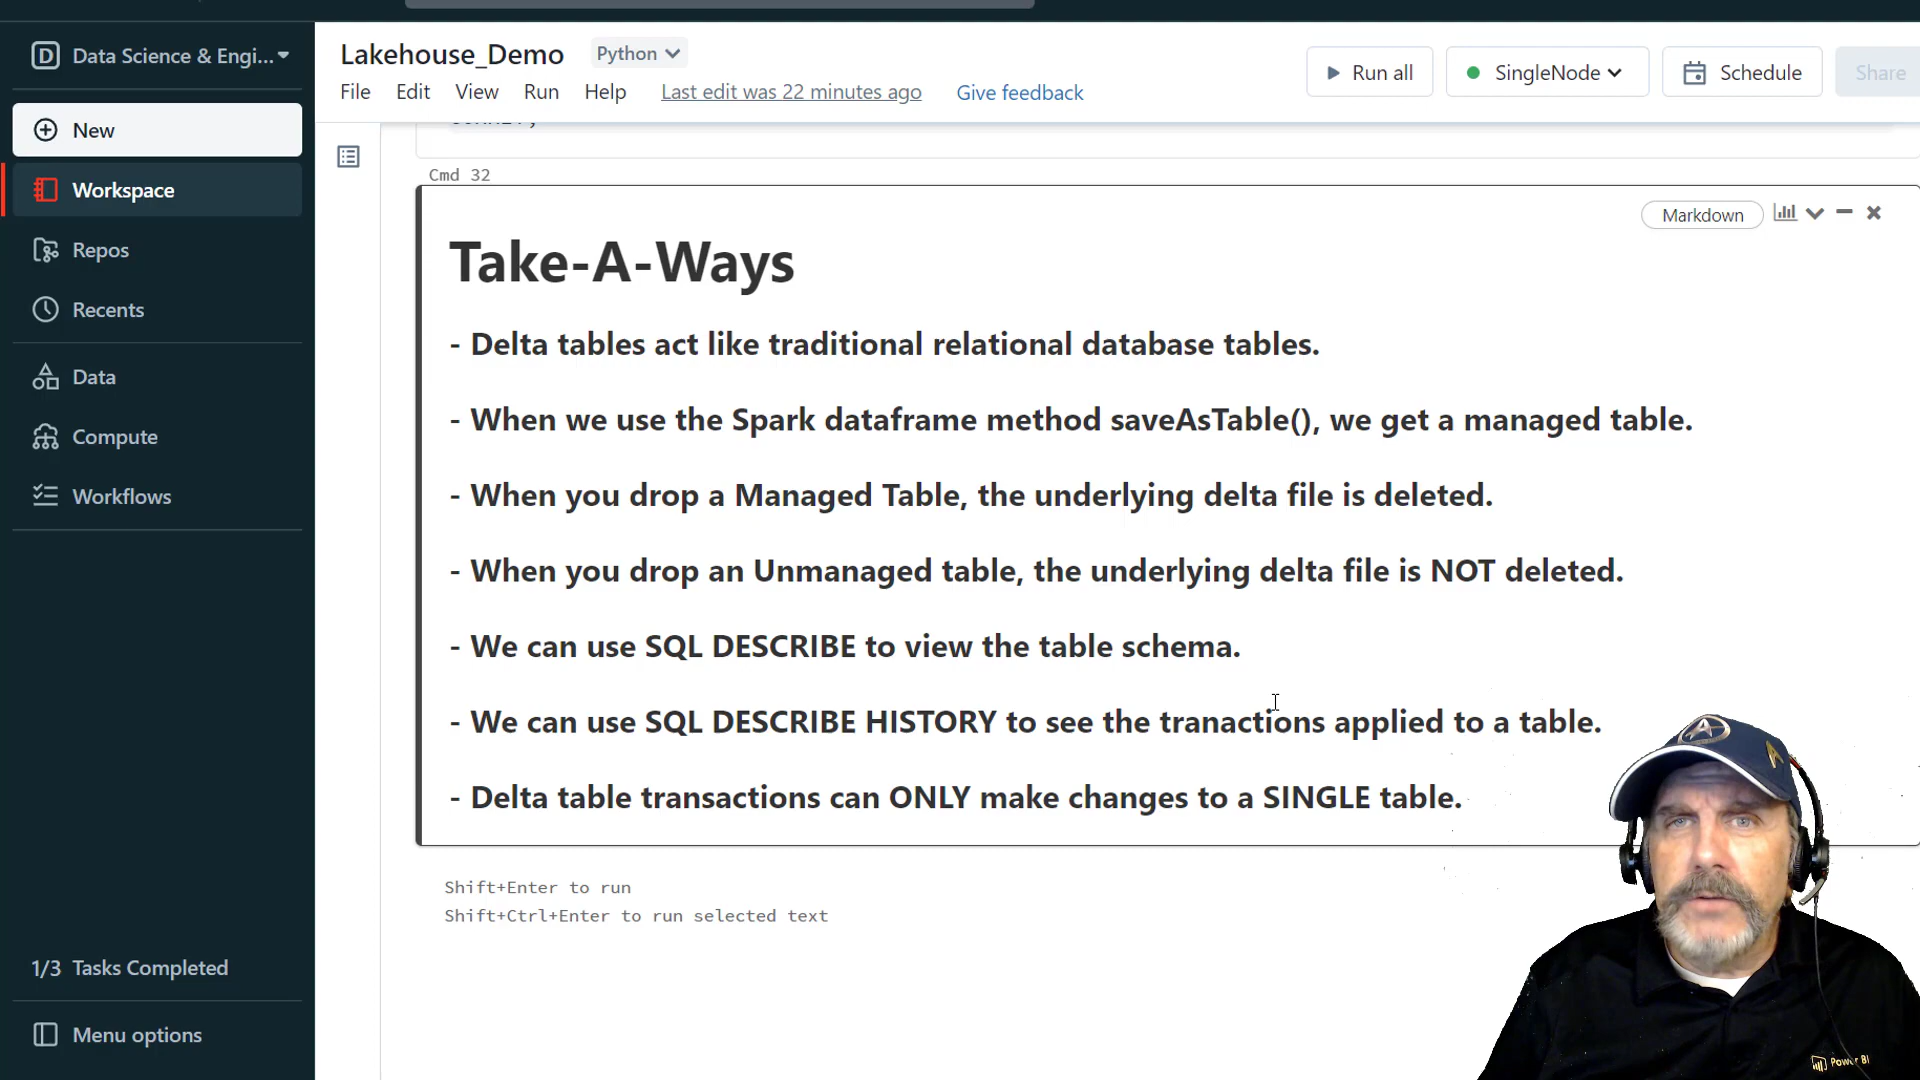 Data Science & Engi...
Lakehouse_Demo
Python
File
Edit
View
Run
Help
Last edit was 22 minutes ago
Give feedback
Run all
SingleNode
Schedule
Share
New
Workspace
Repos
Recents
Data
Compute
Workflows
1/3 Tasks Completed
Menu options
Cmd 32
Markdown
Take-A-Ways
- Delta tables act like traditional relational database tables.
- When we use the Spark dataframe method saveAsTable(), we get a managed table.
- When you drop a Managed Table, the underlying delta file is deleted.
- When you drop an Unmanaged table, the underlying delta file is NOT deleted.
- We can use SQL DESCRIBE to view the table schema.
- We can use SQL DESCRIBE HISTORY to see the tranactions applied to a table.
- Delta table transactions can ONLY make changes to a SINGLE table.
Shift+Enter to run
Shift+Ctrl+Enter to run selected text
Power BI